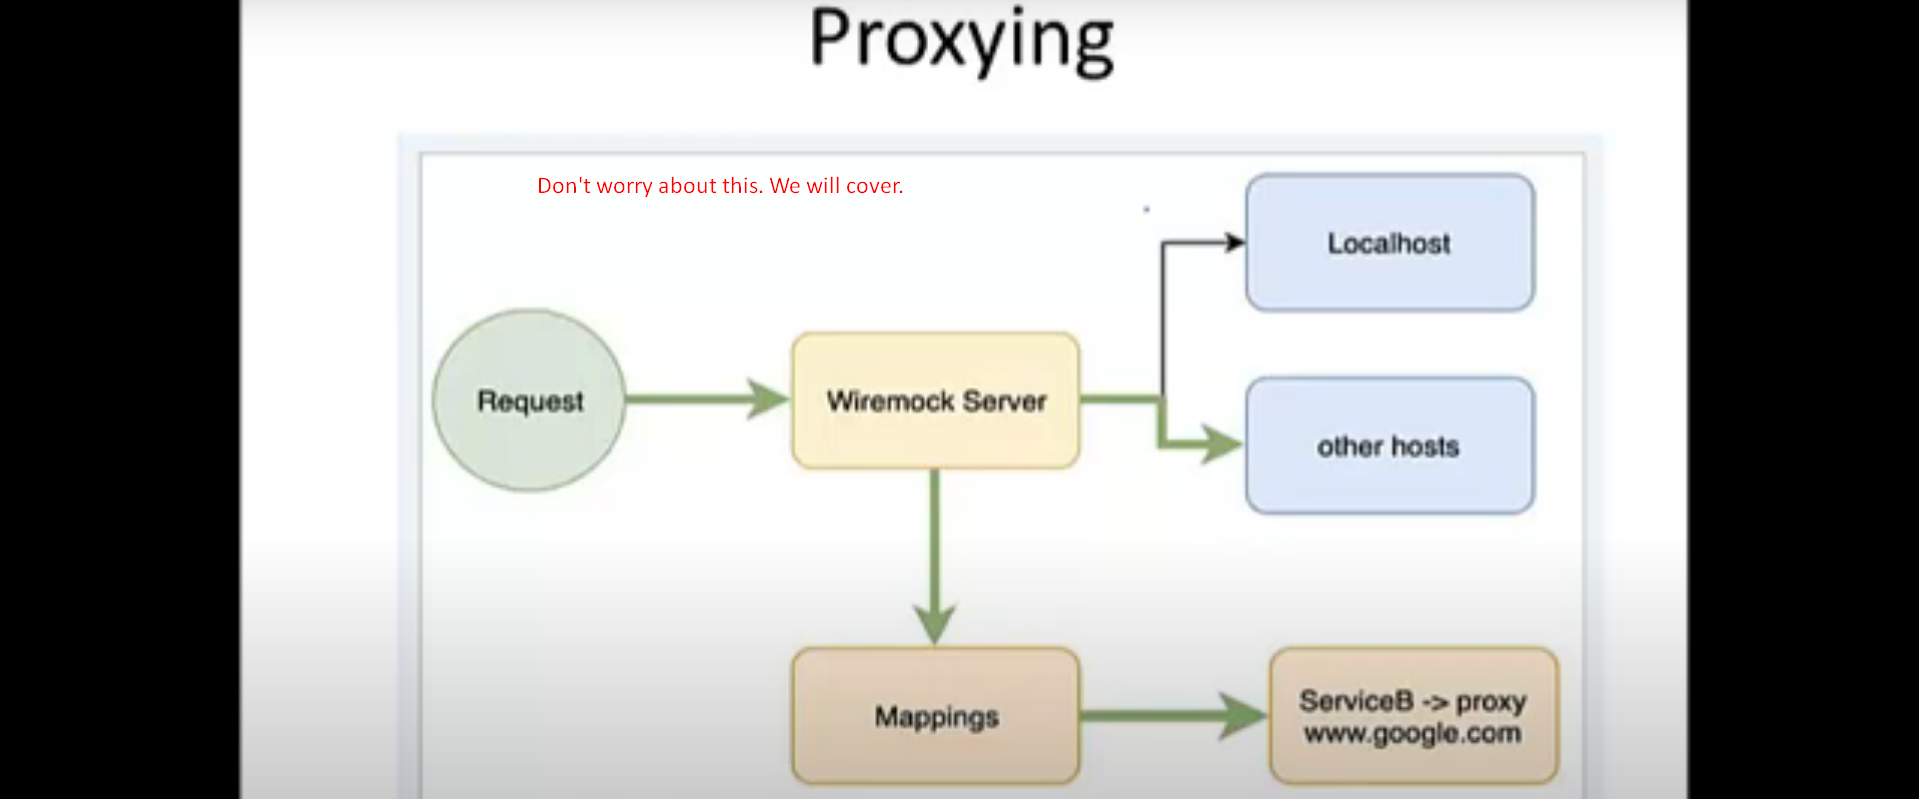 Proxying
Don't worry about this. We will cover.
Localhost
Request
Wiremock Server
other hosts
Mappings
ServiceB -> proxy
www.google.com